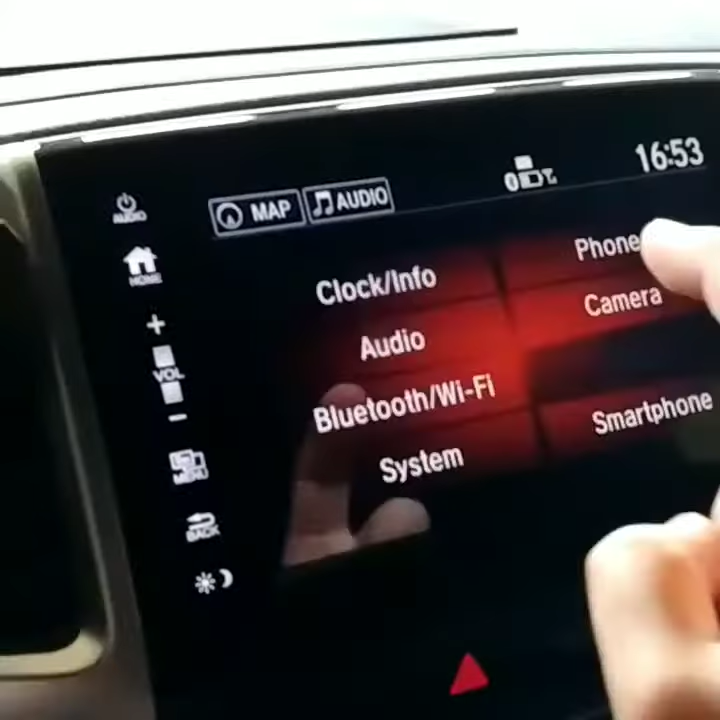 16:53
AUDIO
MAP
AUDIO
HOME
Phone
Clock/Info
Camera
+
VOL
-
Audio
Bluetooth/Wi-Fi
Smartphone
MENU
System
BACK